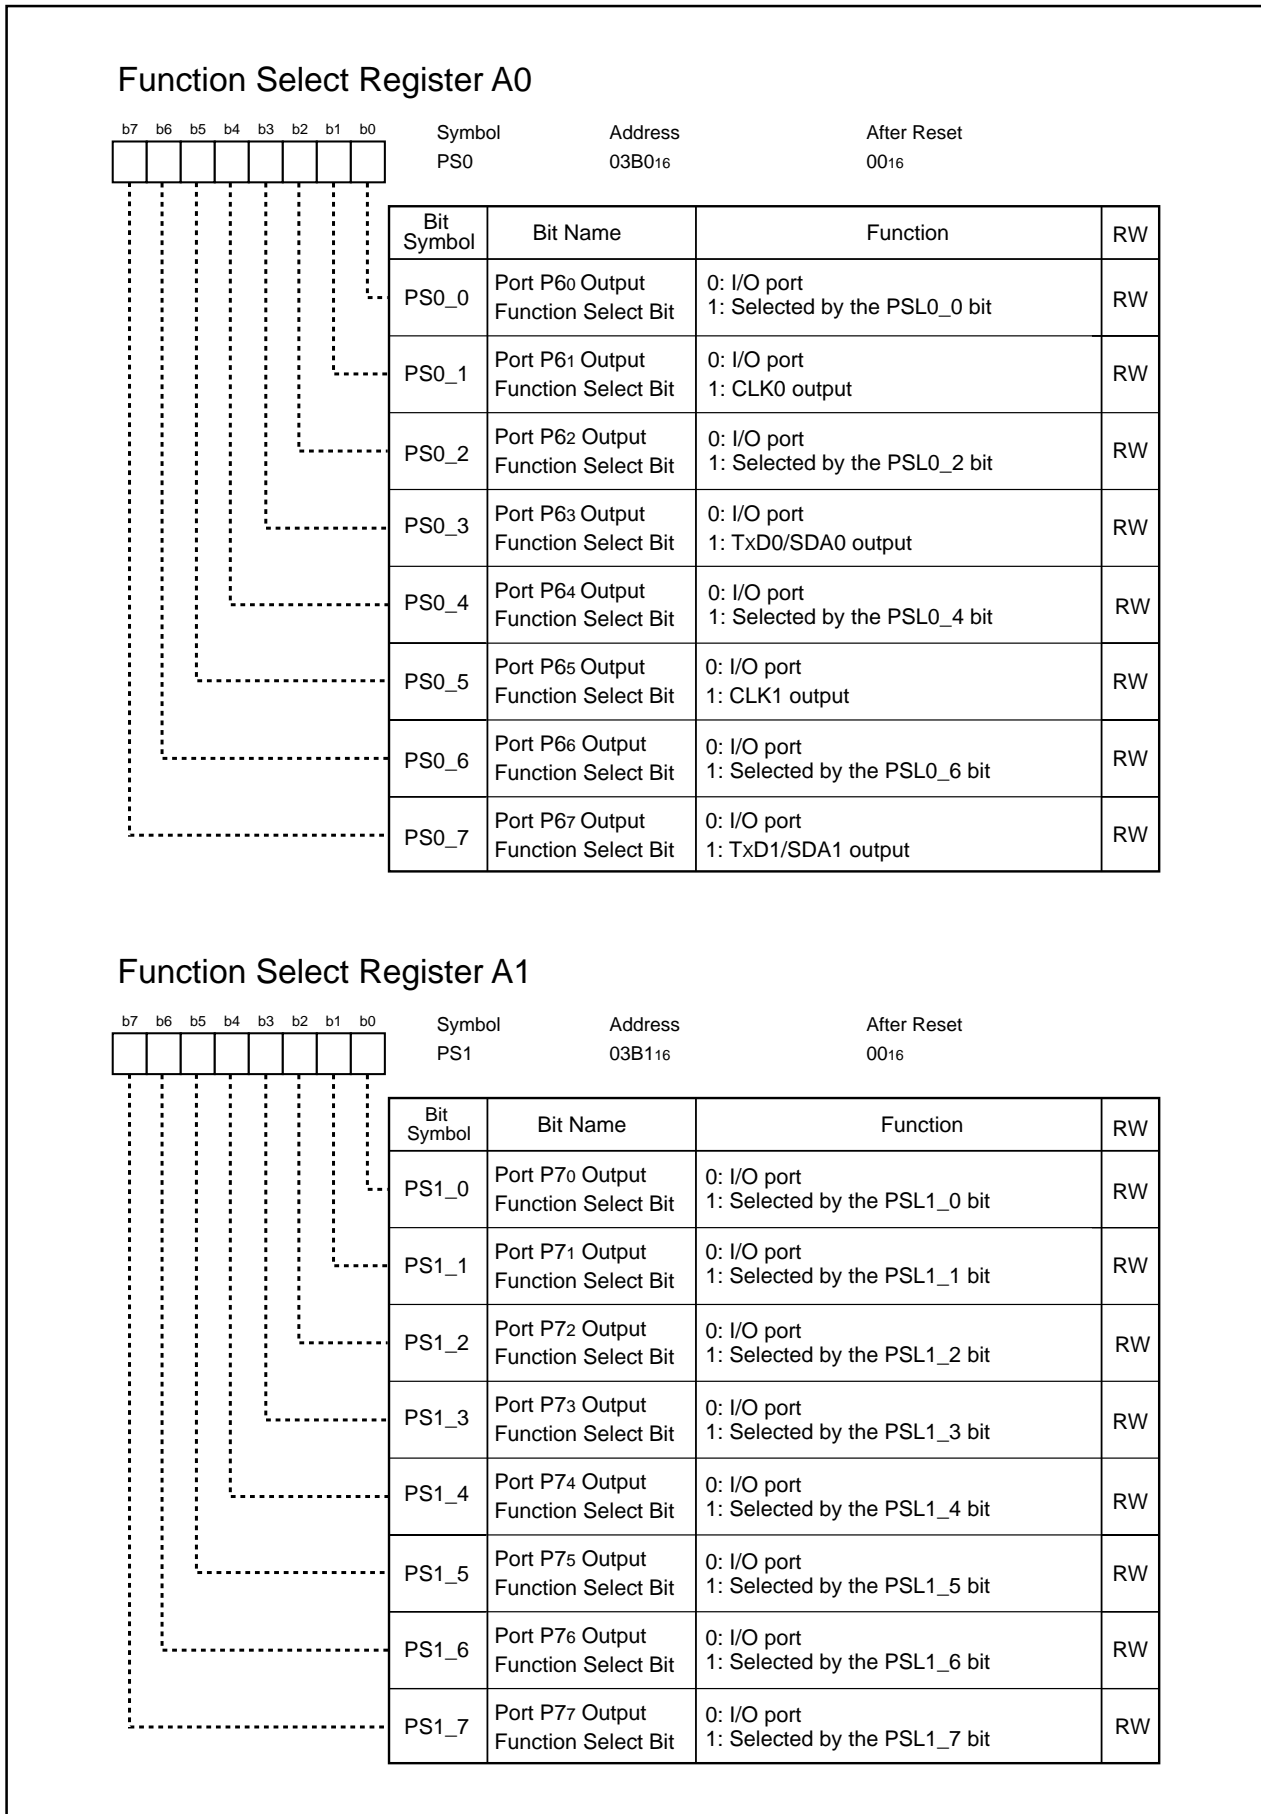 Function Select Register A0
b7 b6 b5 b4 b3 b2 b1 b0
Symbol Address After Reset
PS0 03B016 0016
Bit Symbol Bit Name Function RW
PS0_0 Port P60 Output Function Select Bit 0: I/O port 1: Selected by the PSL0_0 bit RW
PS0_1 Port P61 Output Function Select Bit 0: I/O port 1: CLK0 output RW
PS0_2 Port P62 Output Function Select Bit 0: I/O port 1: Selected by the PSL0_2 bit RW
PS0_3 Port P63 Output Function Select Bit 0: I/O port 1: TxD0/SDA0 output RW
PS0_4 Port P64 Output Function Select Bit 0: I/O port 1: Selected by the PSL0_4 bit RW
PS0_5 Port P65 Output Function Select Bit 0: I/O port 1: CLK1 output RW
PS0_6 Port P66 Output Function Select Bit 0: I/O port 1: Selected by the PSL0_6 bit RW
PS0_7 Port P67 Output Function Select Bit 0: I/O port 1: TxD1/SDA1 output RW
Function Select Register A1
b7 b6 b5 b4 b3 b2 b1 b0
Symbol Address After Reset
PS1 03B116 0016
Bit Symbol Bit Name Function RW
PS1_0 Port P70 Output Function Select Bit 0: I/O port 1: Selected by the PSL1_0 bit RW
PS1_1 Port P71 Output Function Select Bit 0: I/O port 1: Selected by the PSL1_1 bit RW
PS1_2 Port P72 Output Function Select Bit 0: I/O port 1: Selected by the PSL1_2 bit RW
PS1_3 Port P73 Output Function Select Bit 0: I/O port 1: Selected by the PSL1_3 bit RW
PS1_4 Port P74 Output Function Select Bit 0: I/O port 1: Selected by the PSL1_4 bit RW
PS1_5 Port P75 Output Function Select Bit 0: I/O port 1: Selected by the PSL1_5 bit RW
PS1_6 Port P76 Output Function Select Bit 0: I/O port 1: Selected by the PSL1_6 bit RW
PS1_7 Port P77 Output Function Select Bit 0: I/O port 1: Selected by the PSL1_7 bit RW